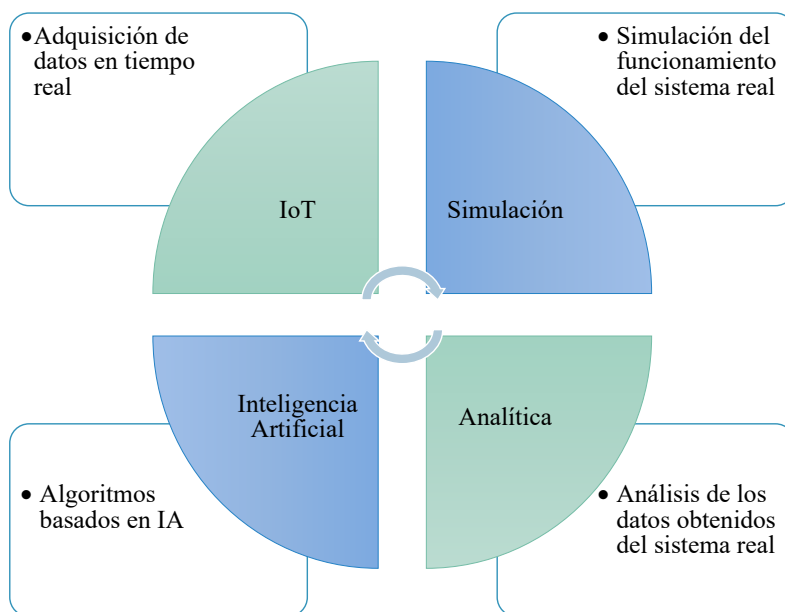 •Adquisición de
datos en tiempo
real
• Simulación del
funcionamiento
del sistema real
IoT
Simulación
Inteligencia
Artificial
Analítica
• Algoritmos
basados en IA
• Análisis de los
datos obtenidos
del sistema real